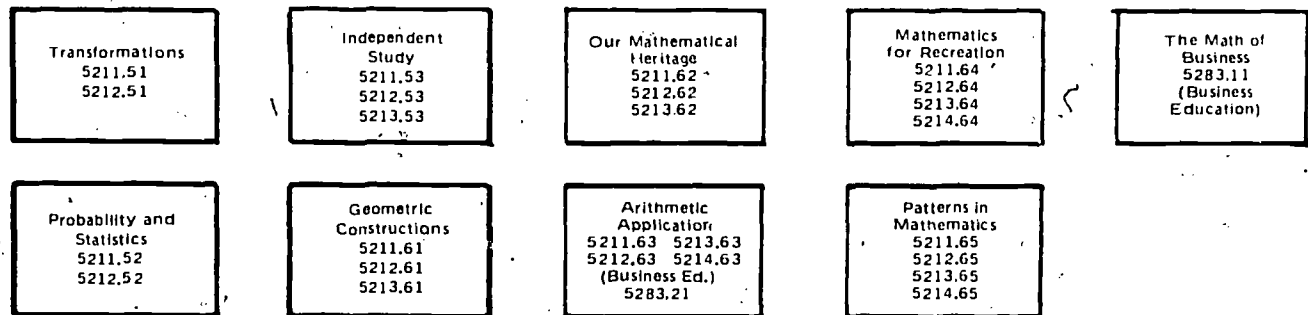 Transformations
5211.51
5212.51
Independent
Study
5211.53
5212.53
5213.53
Our Mathematical
Heritage
5211.62
5212.62
5213.62
Mathematics
for Recreation
5211.64
5212.64
5213.64
5214.64
The Math of
Business
5283.11
(Business
Education)
Probability and
Statistics
5211.52
5212.52
Geometric
Constructions
5211.61
5212.61
5213.61
Arithmetic
Application
5211.63 5213.63
5212.63 5214.63
(Business Ed.)
5283.21
Patterns in
Mathematics
5211.65
5212.65
5213.65
5214.65